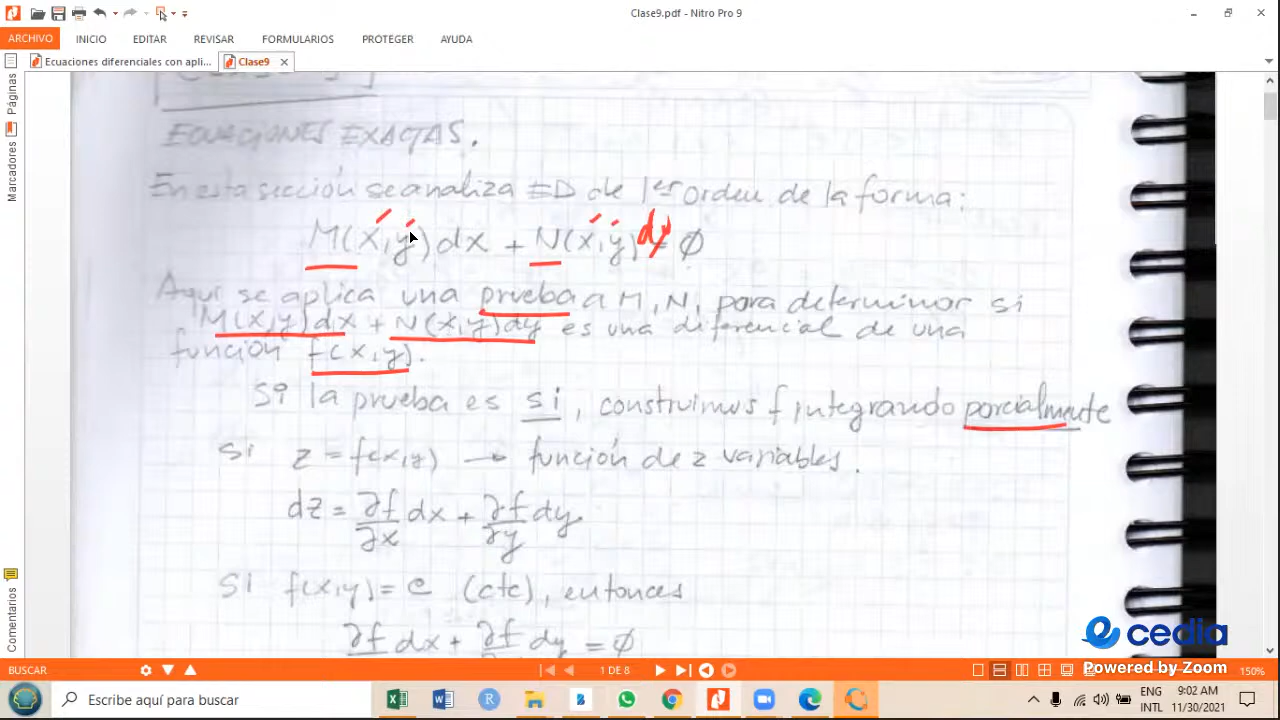 Clase9.pdf - Nitro Pro 9
ARCHIVO INICIO EDITAR REVISAR FORMULARIOS PROTEGER AYUDA
Ecuaciones diferenciales con apli... Clase9
Páginas
Marcadores
Comentarios
ECUACIONES EXACTAS.
En esta sección se analiza ED de 1er orden de la forma:
M(x,y)dx + N(x,y)dy = ∅
Aquí se aplica una prueba a M, N, para determinar si
M(x,y)dx + N(x,y)dy es una diferencial de una
función f(x,y).
Si la prueba es si, construimos f integrando parcialmente
Si z = f(x,y) → función de 2 variables.
dz = ∂f/∂x dx + ∂f/∂y dy
Si f(x,y) = c (cte), entonces
∂f dx + ∂f dy = ∅
cedia
Powered by Zoom
BUSCAR 1 DE 8 150%
Escribe aquí para buscar
ENG 9:02 AM
INTL 11/30/2021